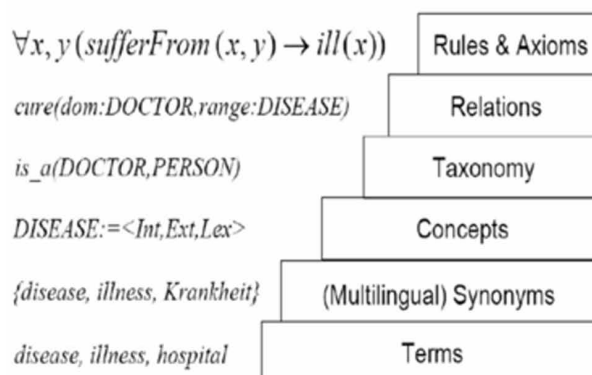 ∀x, y (sufferFrom (x, y) → ill(x)) Rules & Axioms
cure(dom:DOCTOR,range:DISEASE) Relations
is_a(DOCTOR,PERSON) Taxonomy
DISEASE:=<Int,Ext,Lex> Concepts
{disease, illness, Krankheit} (Multilingual) Synonyms
disease, illness, hospital Terms